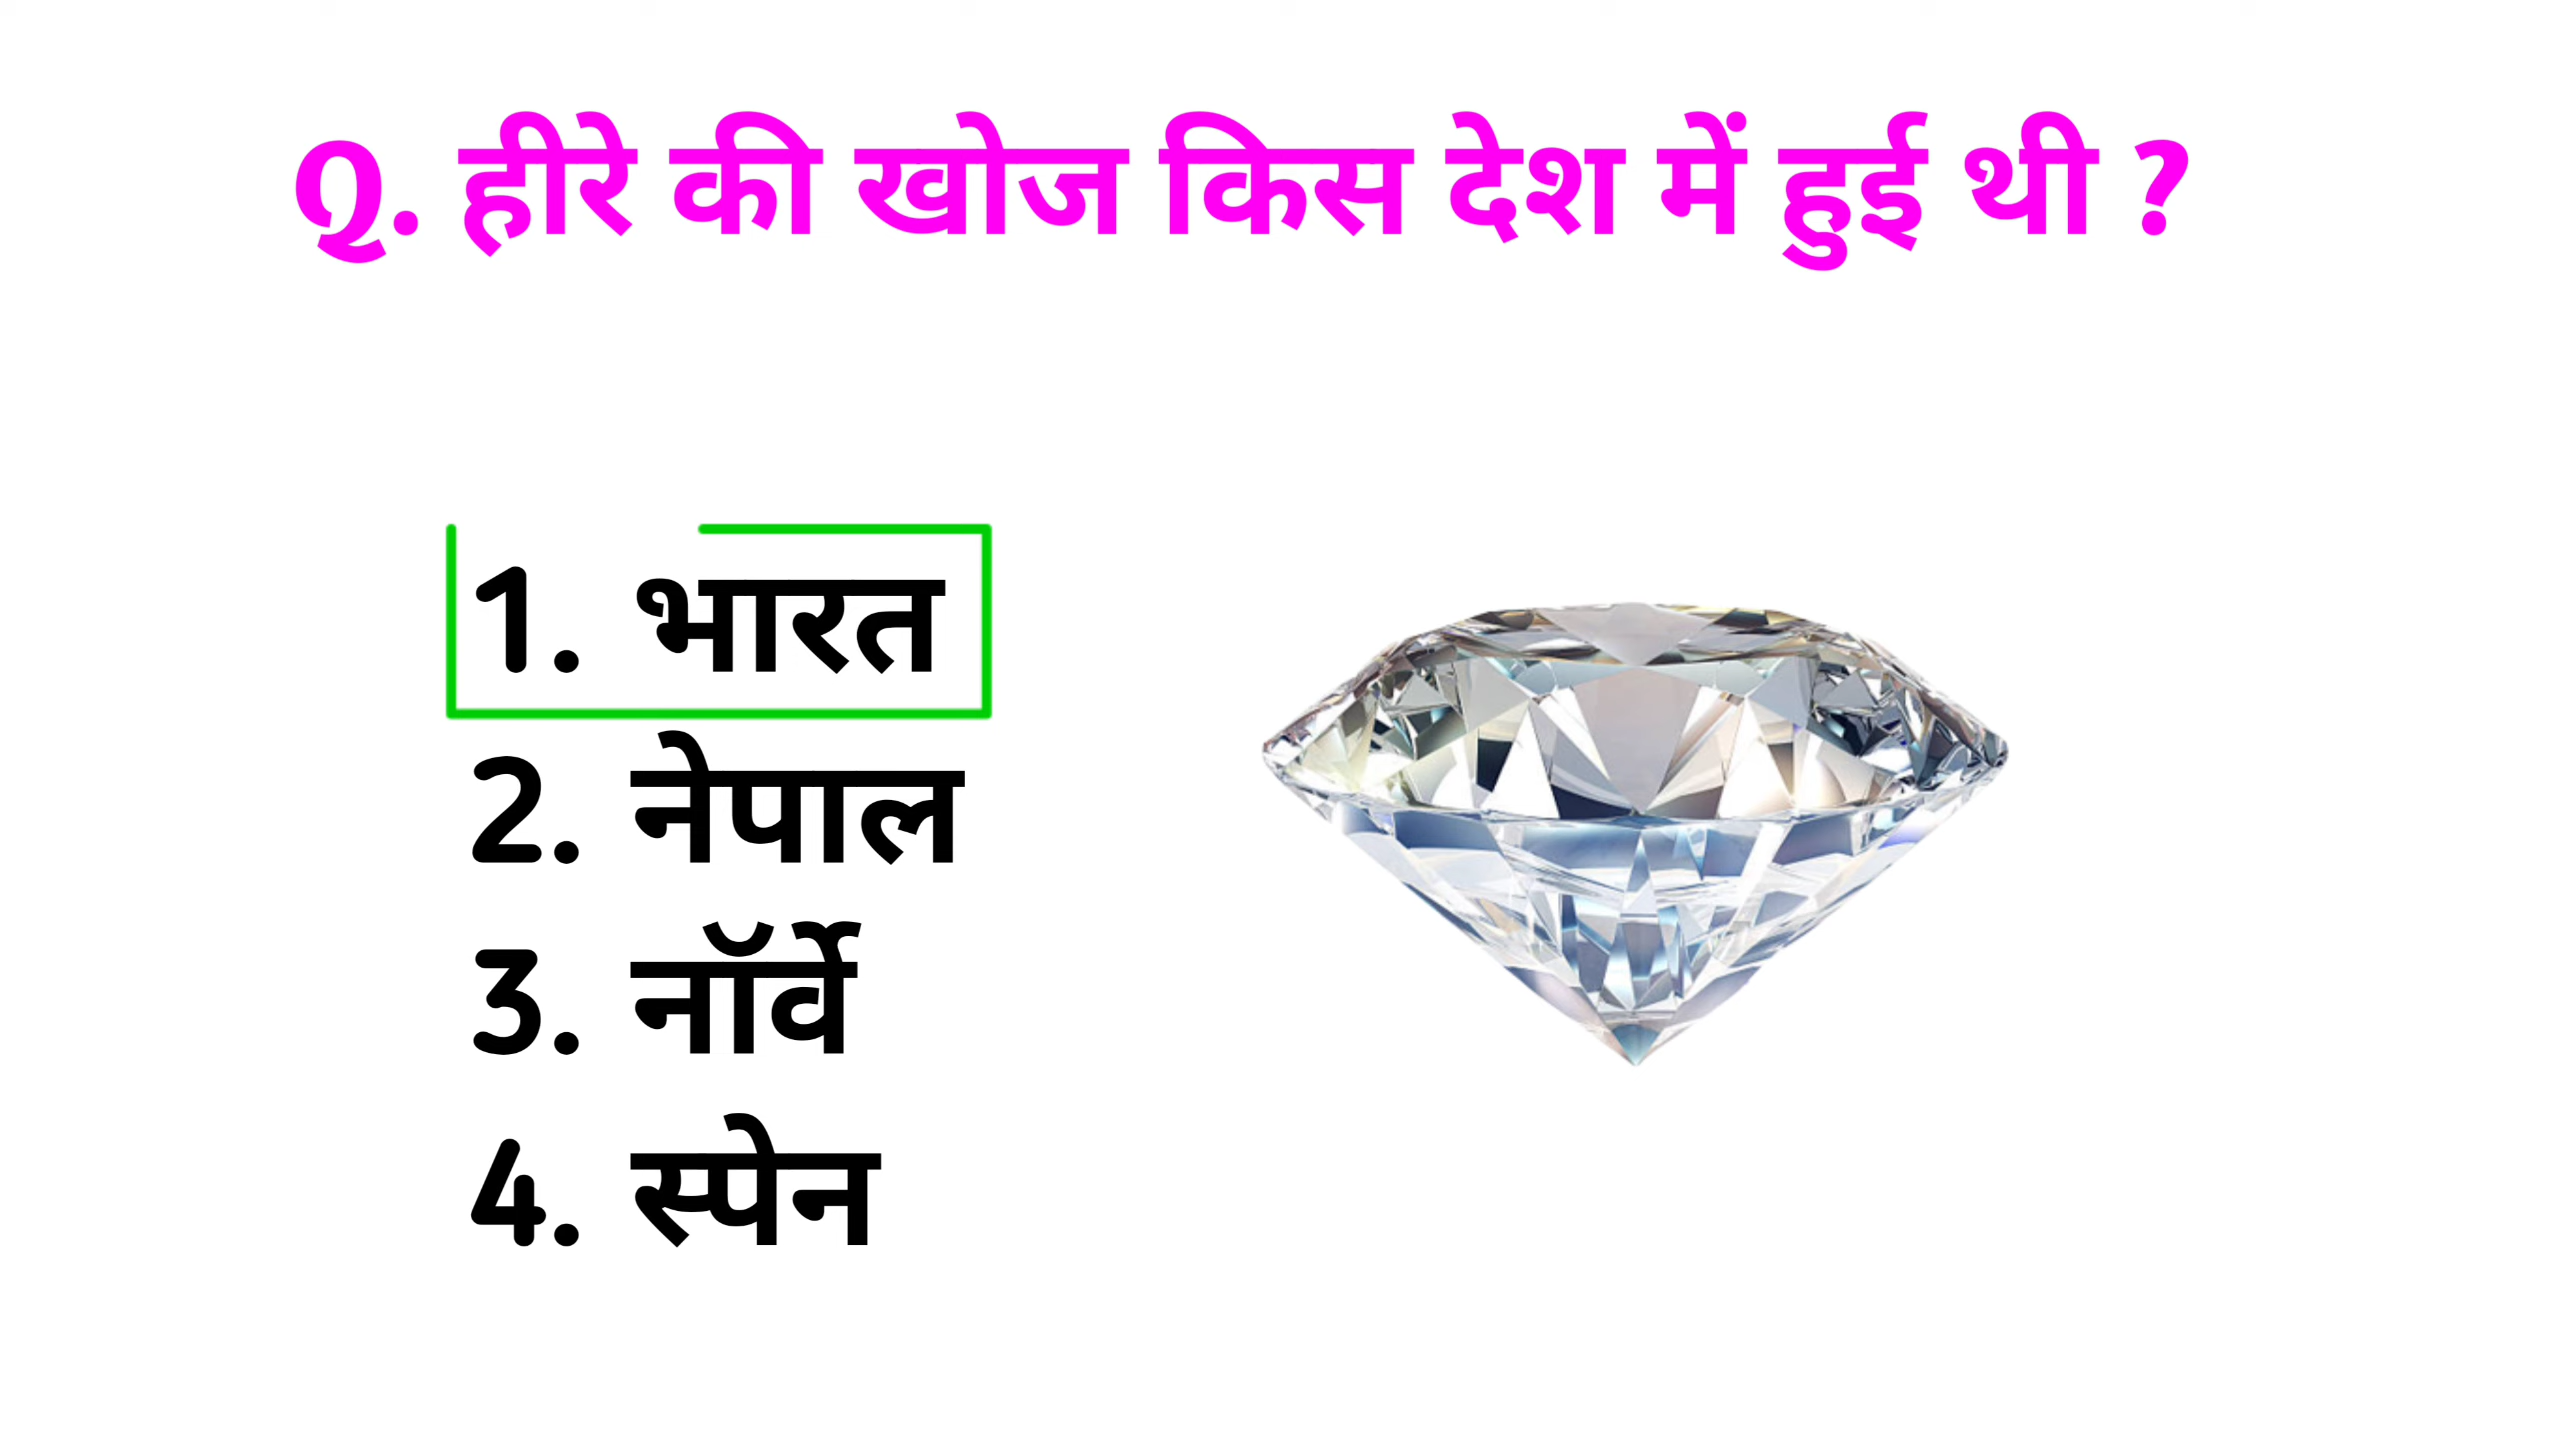 Q. हीरे की खोज किस देश में हुई थी ?
1. भारत
2. नेपाल
3. नॉर्वे
4. स्पेन